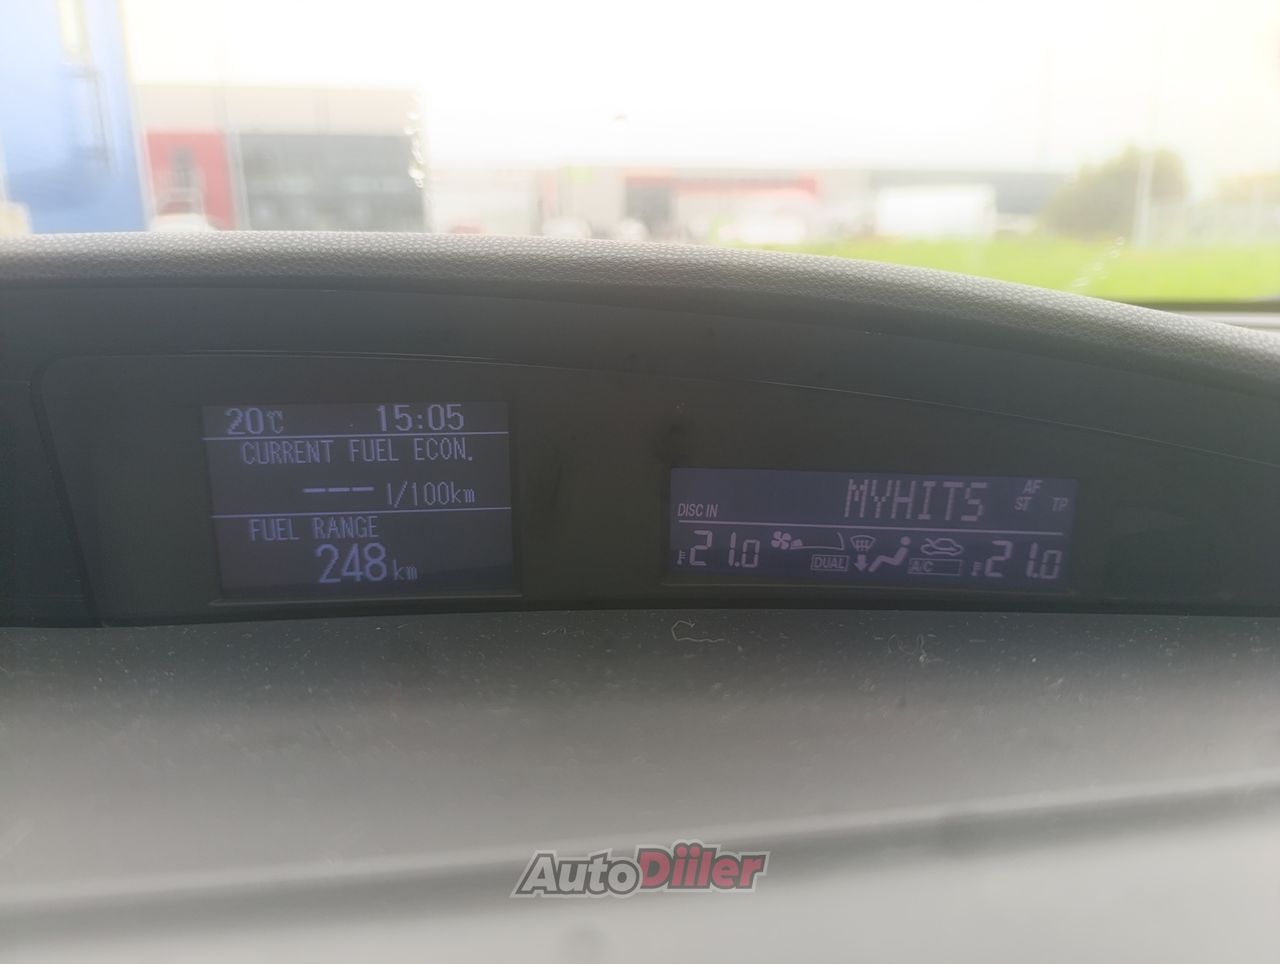 20°C 15:05
CURRENT FUEL ECON.
--- l/100km
FUEL RANGE
248km
MYHITS AF
DISC IN ST TP
21.0 DUAL A/C 21.0
AutoDiiler